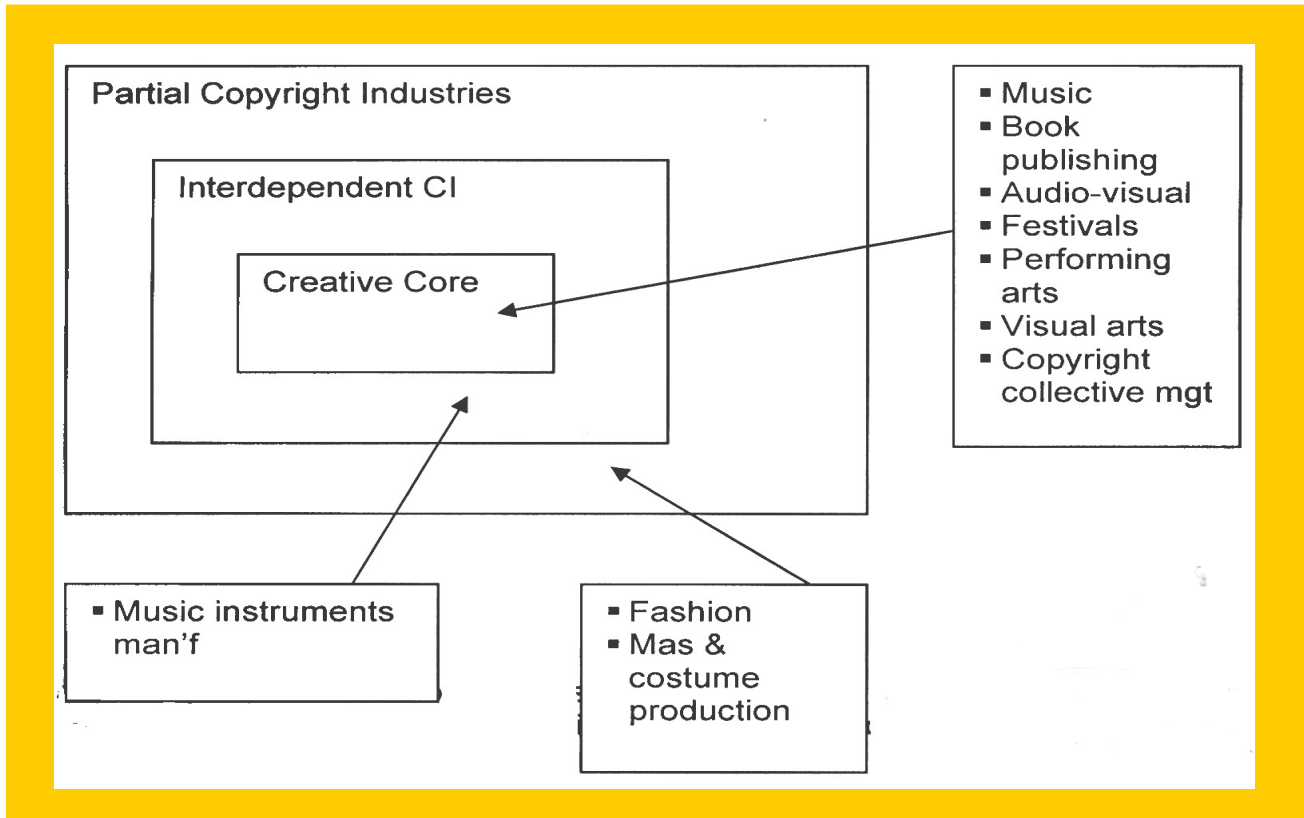 Partial Copyright Industries
Interdependent CI
Creative Core
▪ Music
▪ Book
publishing
▪ Audio-visual
▪ Festivals
▪ Performing
arts
▪ Visual arts
▪ Copyright
collective mgt
▪ Music instruments
man'f
▪ Fashion
▪ Mas &
costume
production